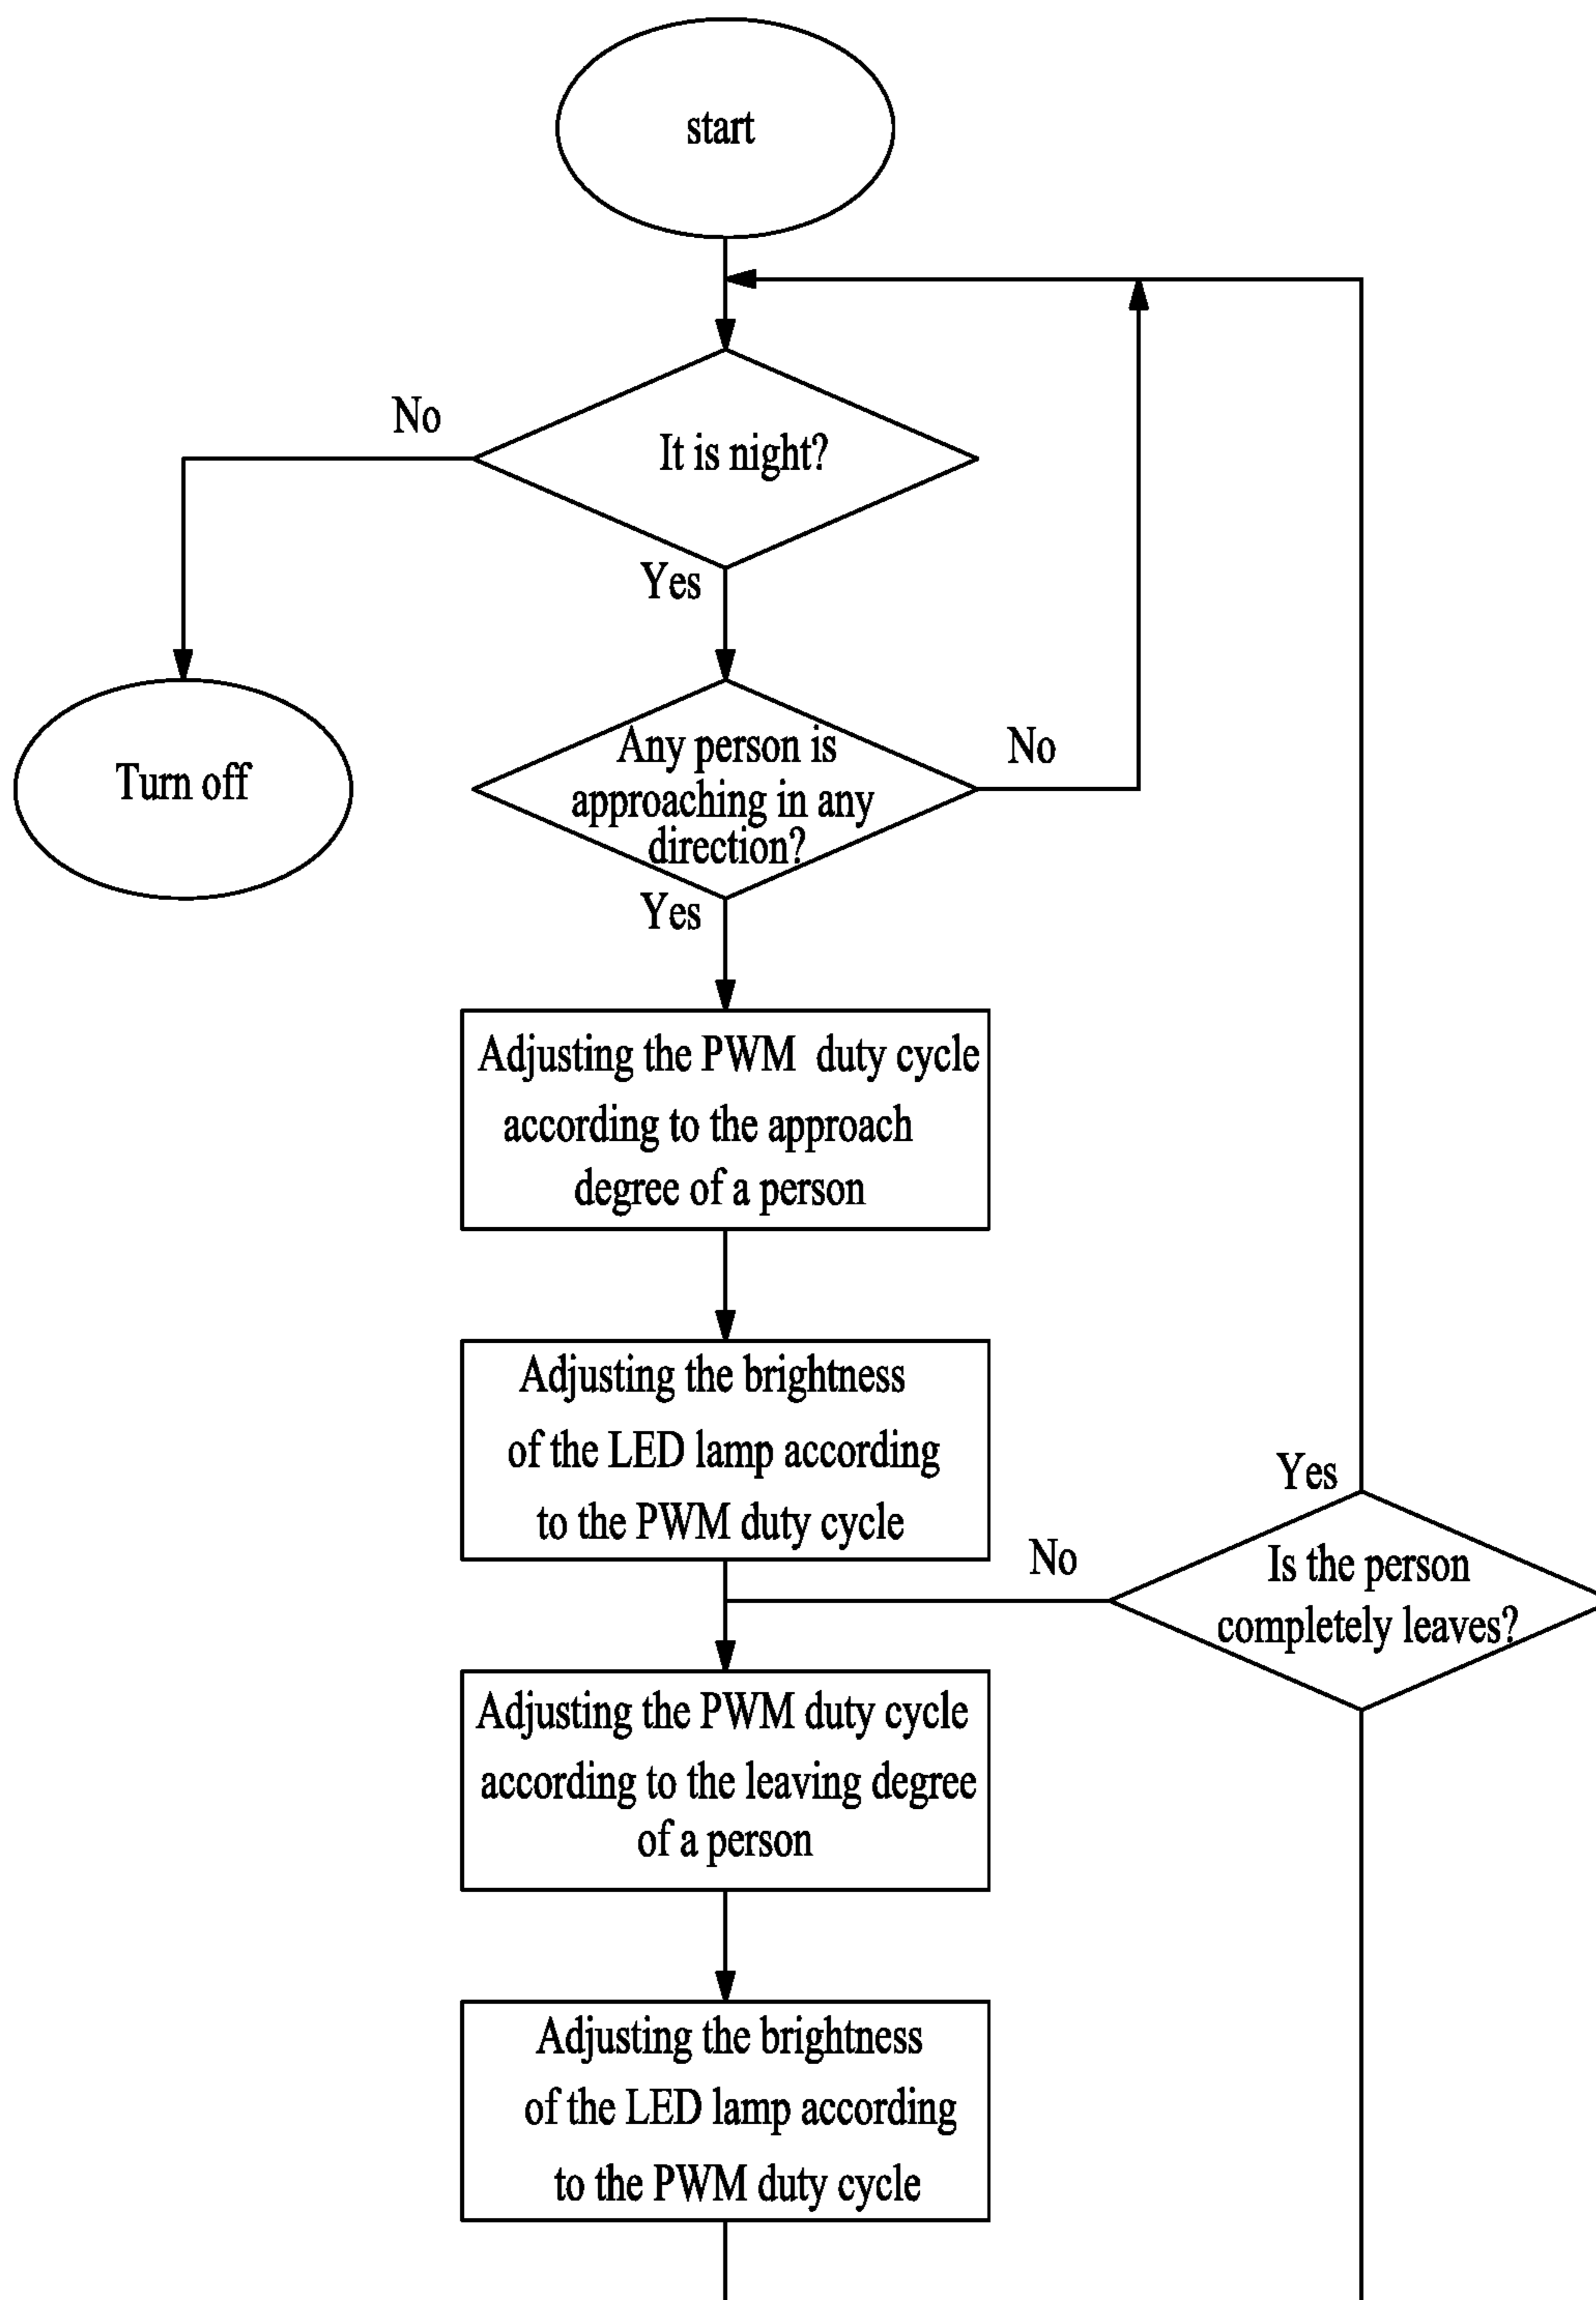 start
No
It is night?
Yes
Turn off
Any person is
approaching in any
direction?
No
Yes
Adjusting the PWM duty cycle
according to the approach
degree of a person
Adjusting the brightness
of the LED lamp according
to the PWM duty cycle
Yes
No
Is the person
completely leaves?
Adjusting the PWM duty cycle
according to the leaving degree
of a person
Adjusting the brightness
of the LED lamp according
to the PWM duty cycle